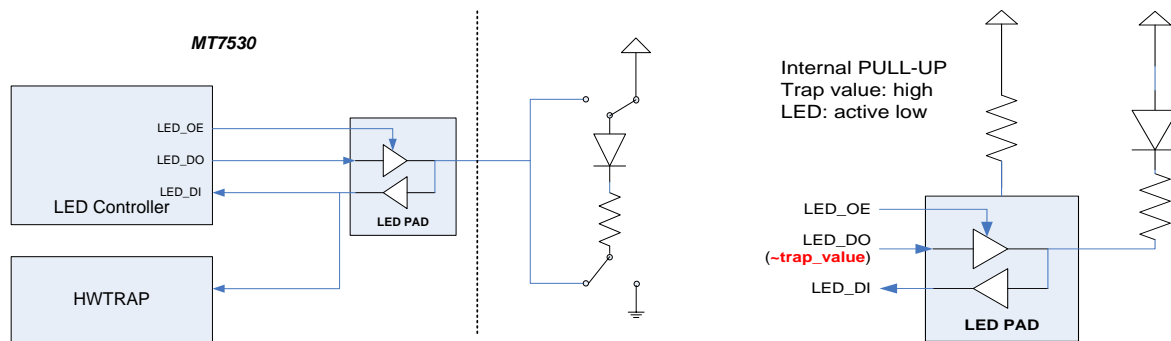 MT7530
LED_OE
LED_DO
LED_DI
LED Controller
LED PAD
HWTRAP
Internal PULL-UP
Trap value: high
LED: active low
LED_OE
LED_DO
(~trap_value)
LED_DI
LED PAD